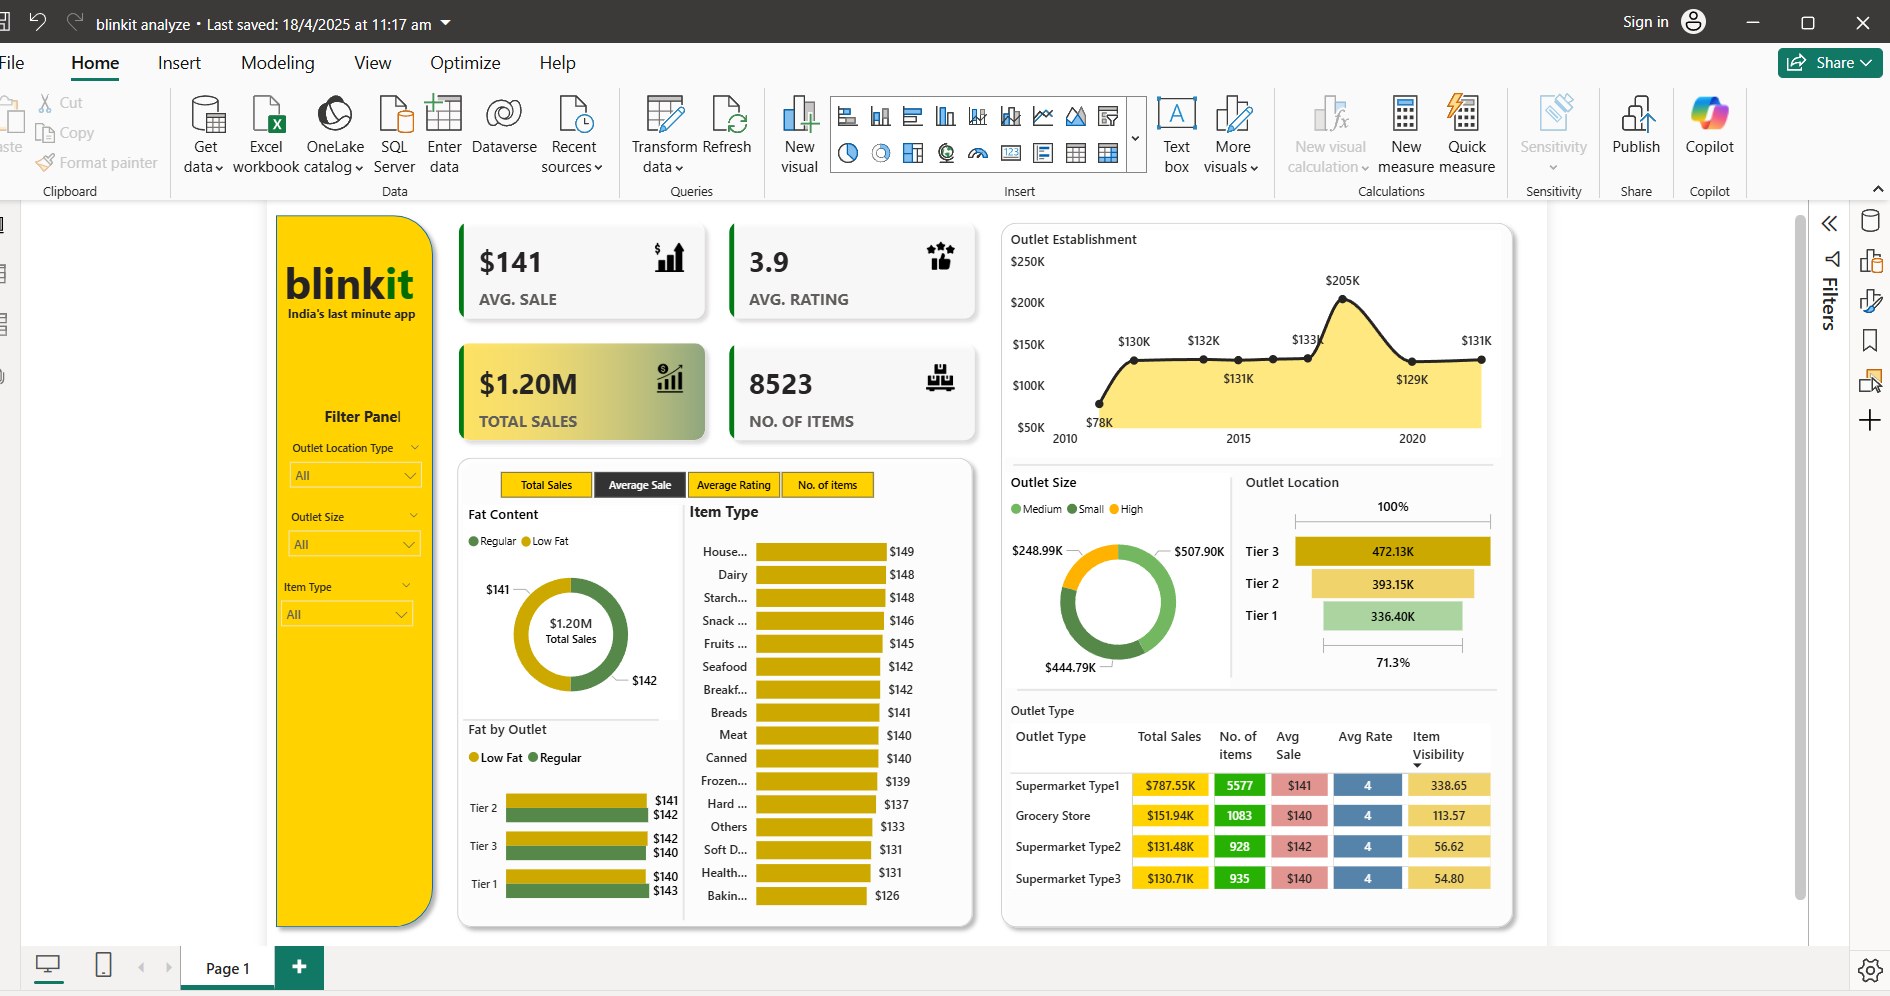 blinkit analyze • Last saved: 18/4/2025 at 11:17 am
Sign in
File
Home
Insert
Modeling
View
Optimize
Help
Share
Cut
Copy
Format painter
Clipboard
Get data
Excel workbook
OneLake catalog
SQL Server
Enter data
Dataverse
Recent sources
Data
Transform data
Refresh
Queries
New visual
Text box
More visuals
Insert
New visual calculation
New measure
Quick measure
Calculations
Sensitivity
Sensitivity
Publish
Share
Copilot
Copilot
blinkit
India's last minute app
Filter Panel
Outlet Location Type
All
Outlet Size
All
Item Type
All
$141
AVG. SALE
3.9
AVG. RATING
$1.20M
TOTAL SALES
8523
NO. OF ITEMS
Total Sales
Average Sale
Average Rating
No. of items
Fat Content
Regular
Low Fat
$141
$1.20M
Total Sales
$142
Fat by Outlet
Low Fat
Regular
Tier 2
$141
$142
Tier 3
$142
$140
Tier 1
$140
$143
Item Type
House... $149
Dairy $148
Starch... $148
Snack ... $146
Fruits ... $145
Seafood $142
Breakf... $142
Breads $141
Meat $140
Canned $140
Frozen... $139
Hard ... $137
Others $133
Soft D... $131
Health... $131
Bakin... $126
Outlet Establishment
$250K
$200K
$150K
$100K
$50K
$78K
$130K
$132K
$131K
$133K
$205K
$129K
$131K
2010
2015
2020
Outlet Size
Medium
Small
High
$248.99K
$507.90K
$444.79K
Outlet Location
100%
Tier 3 472.13K
Tier 2 393.15K
Tier 1 336.40K
71.3%
Outlet Type
Outlet Type Total Sales No. of items Avg Sale Avg Rate Item Visibility
Supermarket Type1 $787.55K 5577 $141 4 338.65
Grocery Store $151.94K 1083 $140 4 113.57
Supermarket Type2 $131.48K 928 $142 4 56.62
Supermarket Type3 $130.71K 935 $140 4 54.80
Filters
Page 1